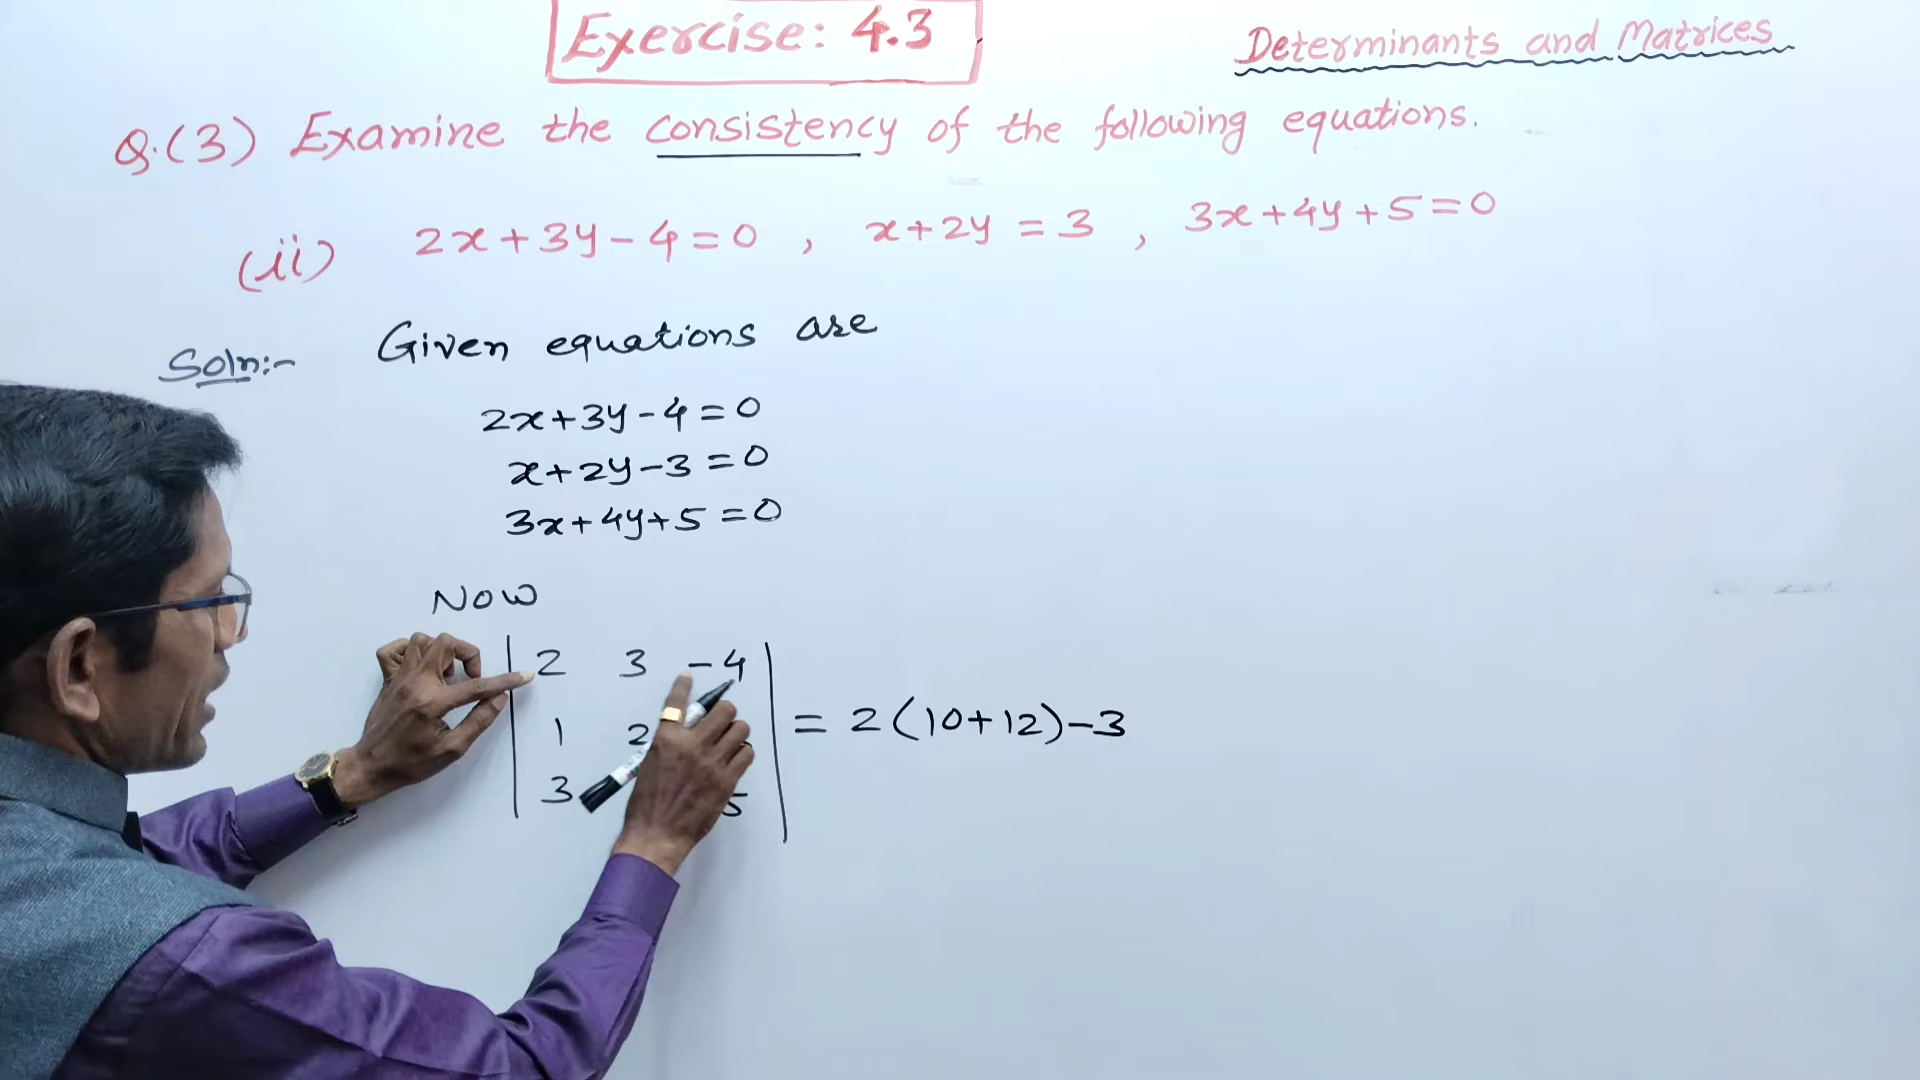 Exercise: 4.3
Determinants and Matrices
Q.(3) Examine the consistency of the following equations.
(ii) 2x+3y-4=0 , x+2y=3 , 3x+4y+5=0
Soln:- Given equations are
2x+3y-4=0
x+2y-3=0
3x+4y+5=0
Now
2 3 -4
1 2 = 2(10+12)-3
3 5